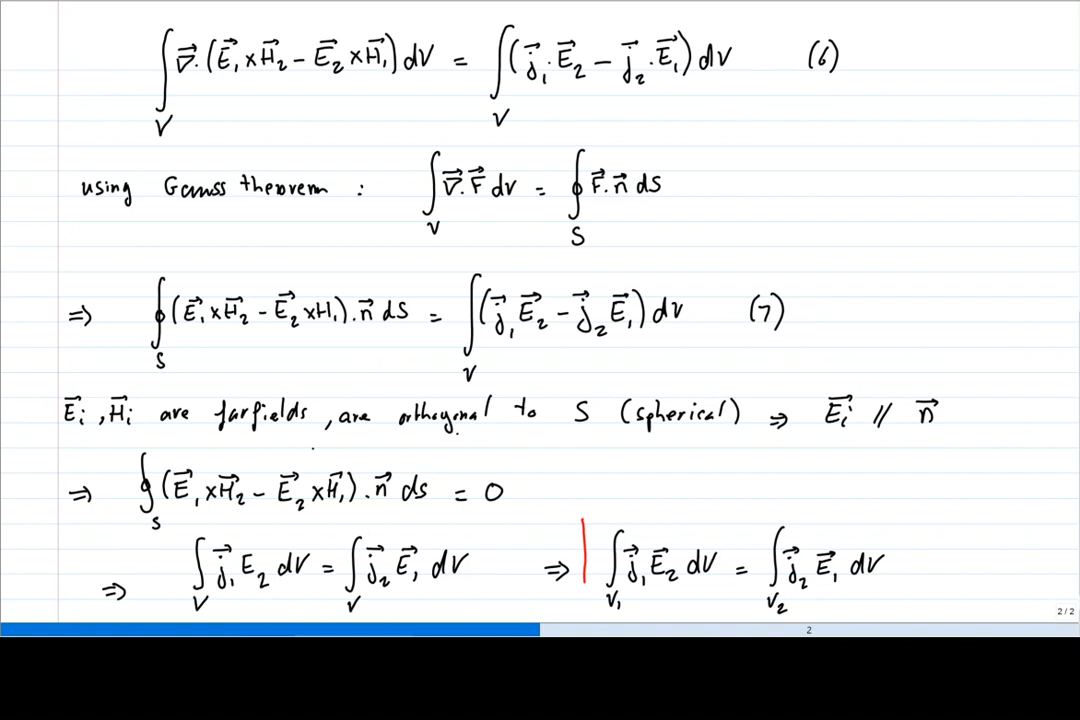 ∫_V ∇⃗.(E⃗₁×H⃗₂ − E⃗₂×H⃗₁)dV = ∫_V (j⃗₁.E⃗₂ − j⃗₂.E⃗₁)dV (6)
using Gauss theorem : ∫_V ∇⃗.F⃗ dv = ∮_S F⃗.n⃗ ds
⇒ ∮_S (E⃗₁×H⃗₂ − E⃗₂×H₁).n⃗ ds = ∫_V (j⃗₁E⃗₂ − j⃗₂E⃗₁)dv (7)
E⃗ᵢ, H⃗ᵢ are farfields, are orthogonal to S (spherical) ⇒ E⃗ᵢ // n⃗
⇒ ∮_S (E⃗₁×H⃗₂ − E⃗₂×H⃗₁).n⃗ ds = 0
⇒ ∫_V j⃗₁E₂ dV = ∫_V j⃗₂E⃗₁ dV ⇒ ∫_V₁ j⃗₁E⃗₂ dV = ∫_V₂ j⃗₂E⃗₁ dV
2 / 2
2